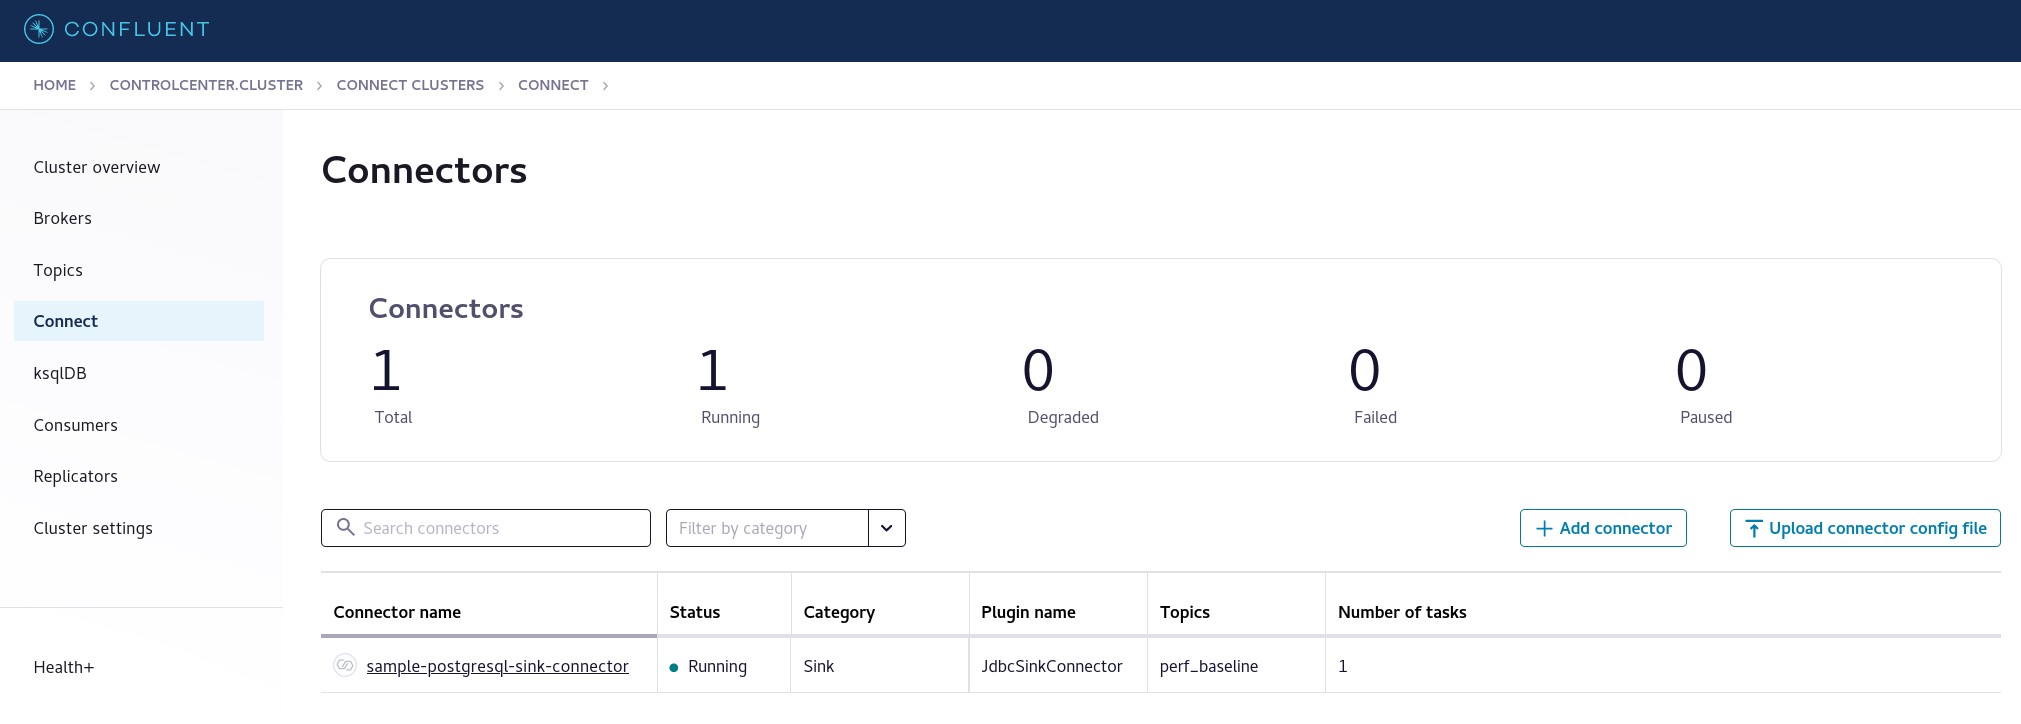 CONFLUENT
HOME > CONTROLCENTER.CLUSTER > CONNECT CLUSTERS > CONNECT >
Cluster overview
Brokers
Topics
Connect
ksqlDB
Consumers
Replicators
Cluster settings
Health+
Connectors
Connectors
1 1 0 0 0
Total Running Degraded Failed Paused
Search connectors Filter by category Add connector Upload connector config file
Connector name Status Category Plugin name Topics Number of tasks
sample-postgresql-sink-connector Running Sink JdbcSinkConnector perf_baseline 1